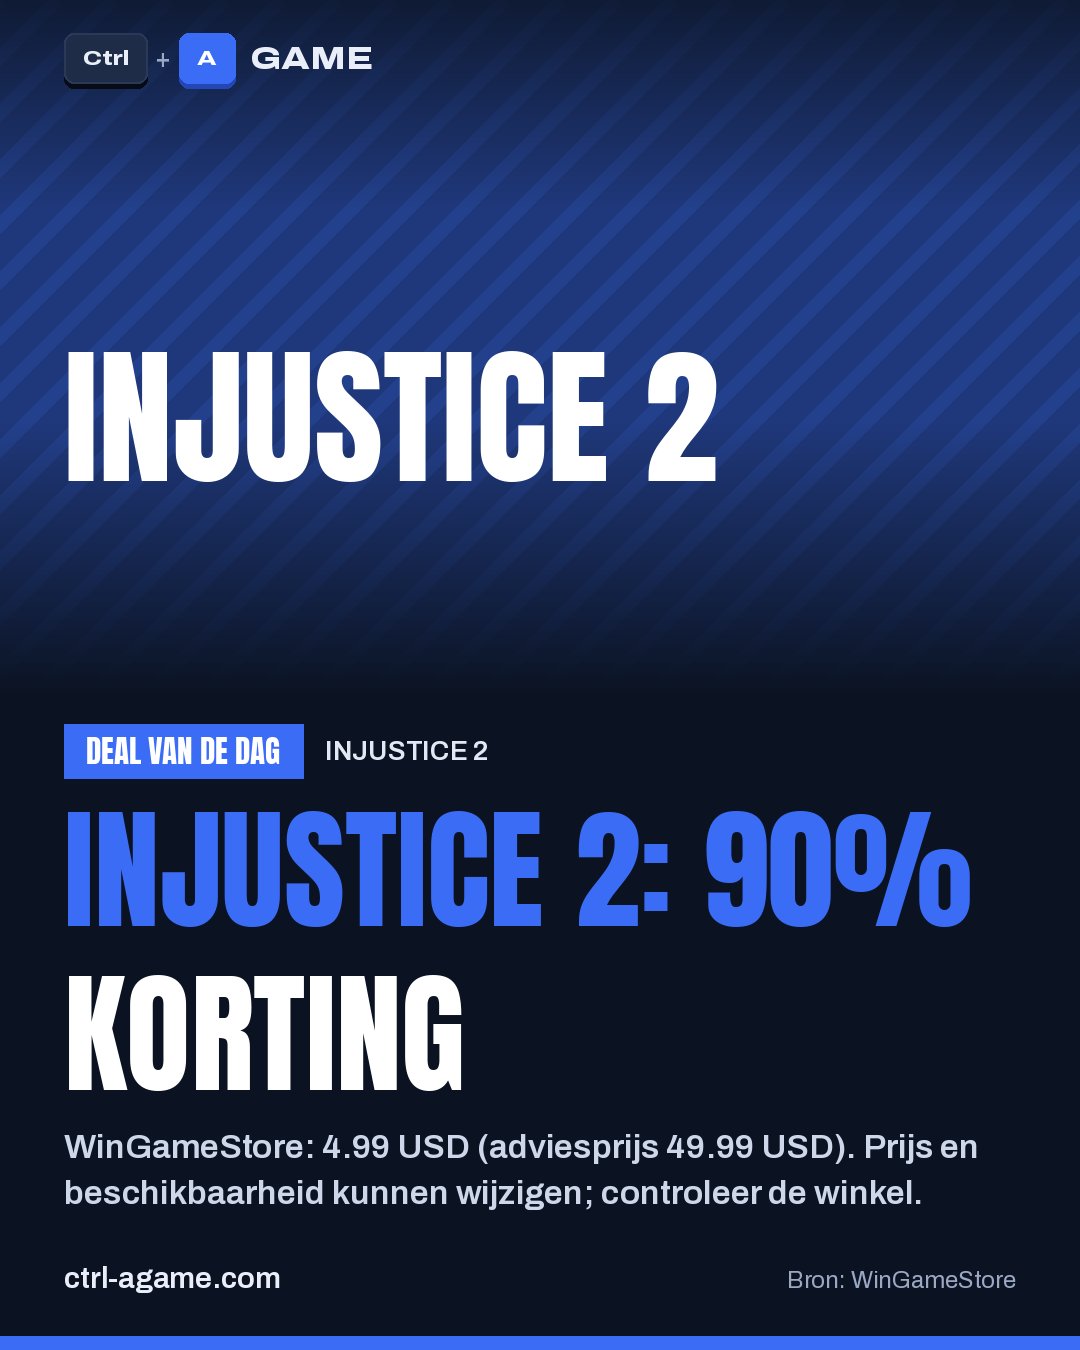 Ctrl + A GAME
INJUSTICE 2
DEAL VAN DE DAG INJUSTICE 2
INJUSTICE 2: 90%
KORTING
WinGameStore: 4.99 USD (adviesprijs 49.99 USD). Prijs en
beschikbaarheid kunnen wijzigen; controleer de winkel.
ctrl-agame.com Bron: WinGameStore